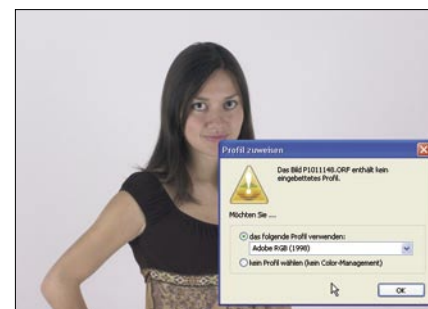 Profil zuweisen
Das Bild P1011148.ORF enthält kein
eingebettetes Profil.
Möchten Sie ....
das folgende Profil verwenden:
Adobe RGB (1998)
kein Profil wählen (kein Color-Management)
OK